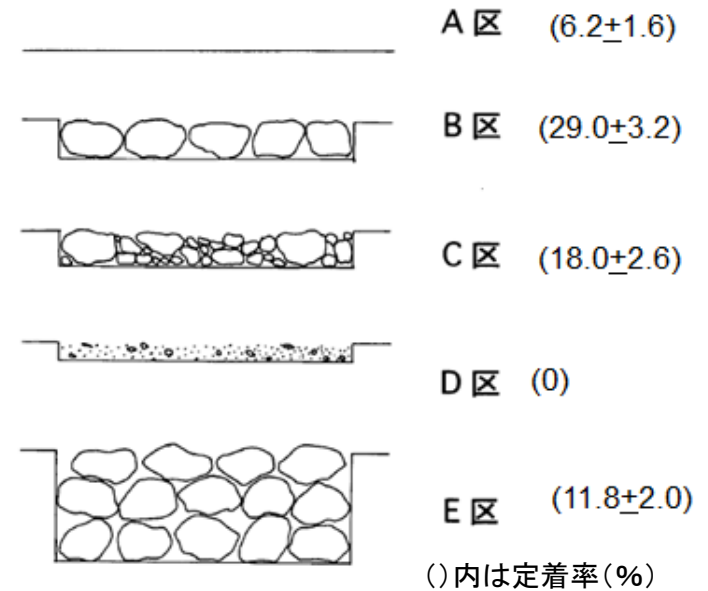 A区 (6.2±1.6)
B区 (29.0±3.2)
C区 (18.0±2.6)
D区 (0)
E区 (11.8±2.0)
()内は定着率(%)